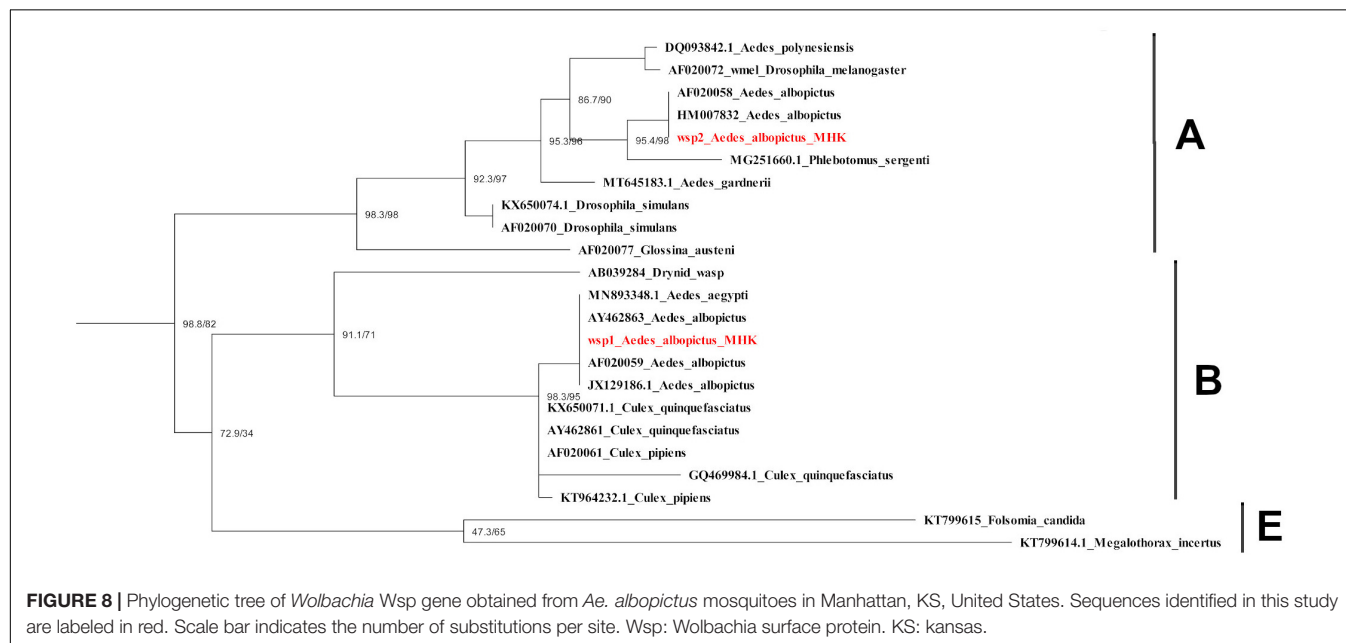 DQ093842.1_Aedes_polynesiensis
AF020072_wmel_Drosophila_melanogaster
86.7/90
AF020058_Aedes_albopictus
HM007832_Aedes_albopictus
95.3/96
95.4/98
wsp2_Aedes_albopictus_MHK
MG251660.1_Phlebotomus_sergenti
A
92.3/97
MT645183.1_Aedes_gardnerii
KX650074.1_Drosophila_simulans
98.3/98
AF020070_Drosophila_simulans
AF020077_Glossina_austeni
AB039284_Drynid_wasp
MN893348.1_Aedes_aegypti
AY462863_Aedes_albopictus
98.8/82
91.1/71
wsp1_Aedes_albopictus_MHK
AF020059_Aedes_albopictus
JX129186.1_Aedes_albopictus
B
98.3/95
KX650071.1_Culex_quinquefasciatus
72.9/34
AY462861_Culex_quinquefasciatus
AF020061_Culex_pipiens
GQ469984.1_Culex_quinquefasciatus
KT964232.1_Culex_pipiens
KT799615_Folsomia_candida
E
47.3/65
KT799614.1_Megalothorax_incertus
FIGURE 8 | Phylogenetic tree of Wolbachia Wsp gene obtained from Ae. albopictus mosquitoes in Manhattan, KS, United States. Sequences identified in this study
are labeled in red. Scale bar indicates the number of substitutions per site. Wsp: Wolbachia surface protein. KS: kansas.